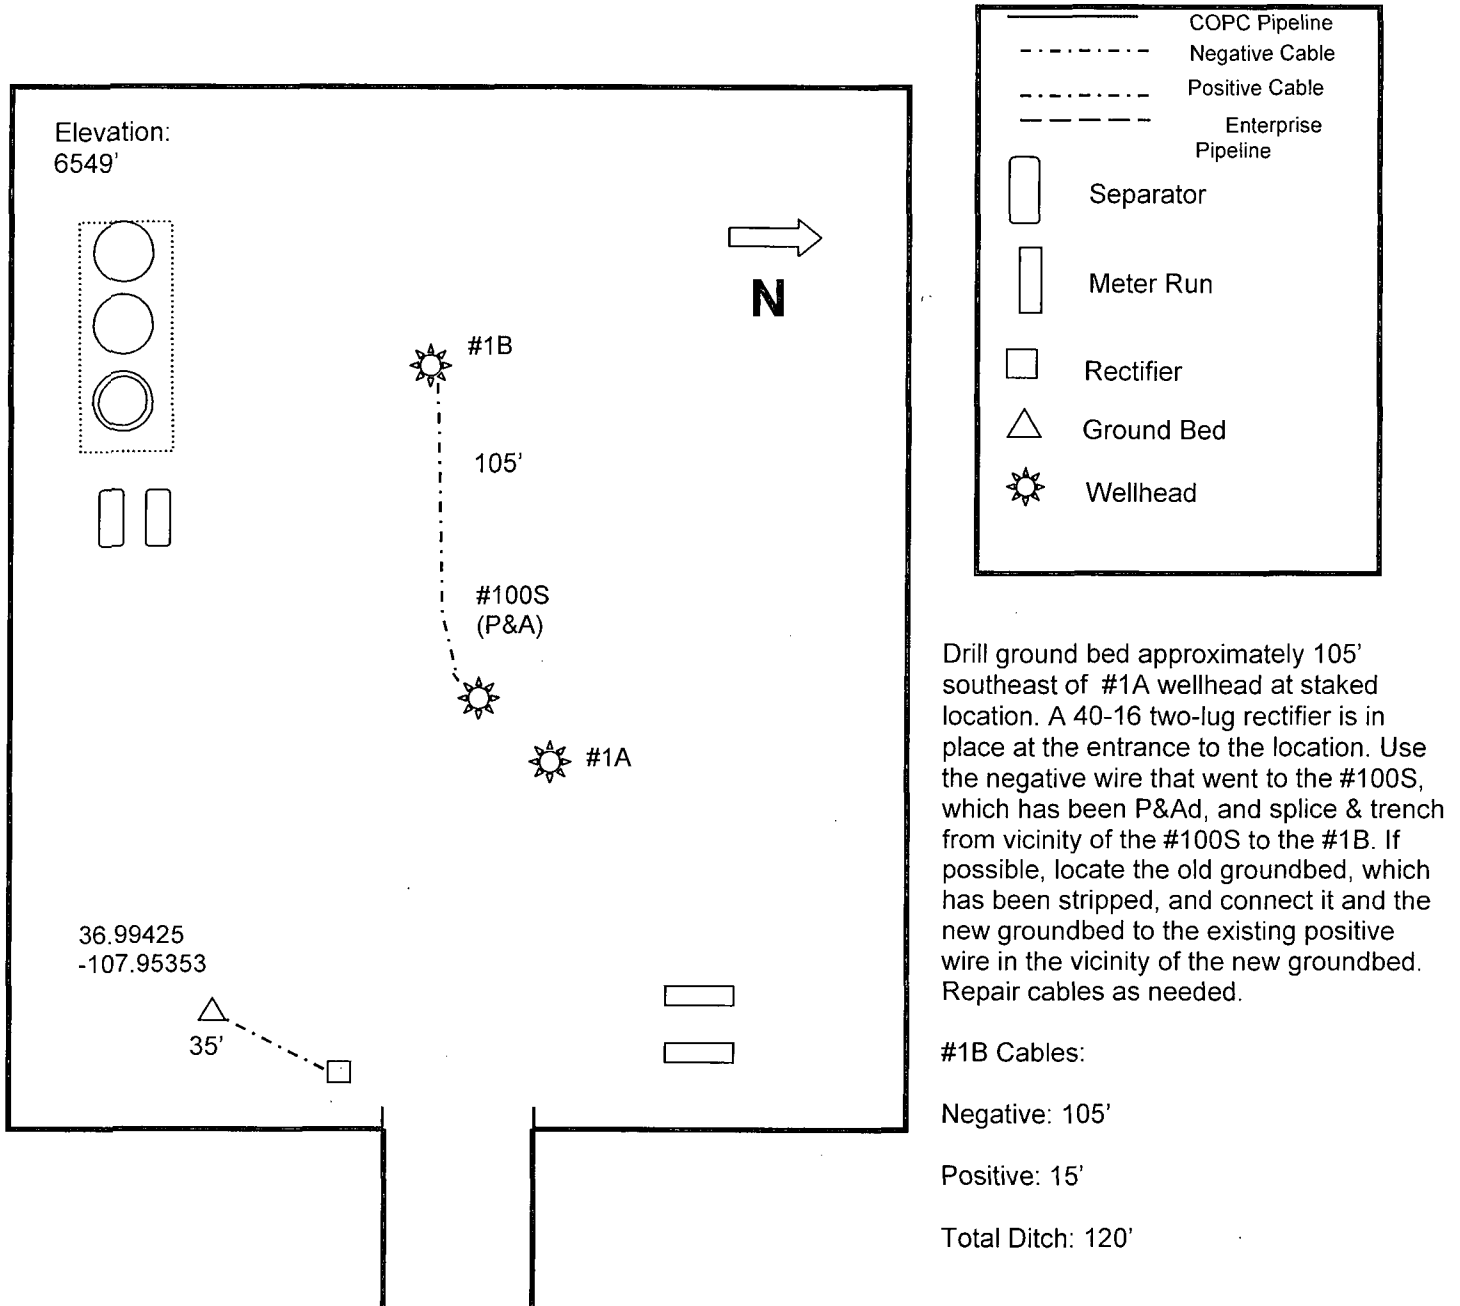 Elevation:
6549'
N
#1B
105'
#100S
(P&A)
#1A
36.99425
-107.95353
35'
COPC Pipeline
Negative Cable
Positive Cable
Enterprise
Pipeline
Separator
Meter Run
Rectifier
Ground Bed
Wellhead
Drill ground bed approximately 105'
southeast of #1A wellhead at staked
location. A 40-16 two-lug rectifier is in
place at the entrance to the location. Use
the negative wire that went to the #100S,
which has been P&Ad, and splice & trench
from vicinity of the #100S to the #1B. If
possible, locate the old groundbed, which
has been stripped, and connect it and the
new groundbed to the existing positive
wire in the vicinity of the new groundbed.
Repair cables as needed.
#1B Cables:
Negative: 105'
Positive: 15'
Total Ditch: 120'